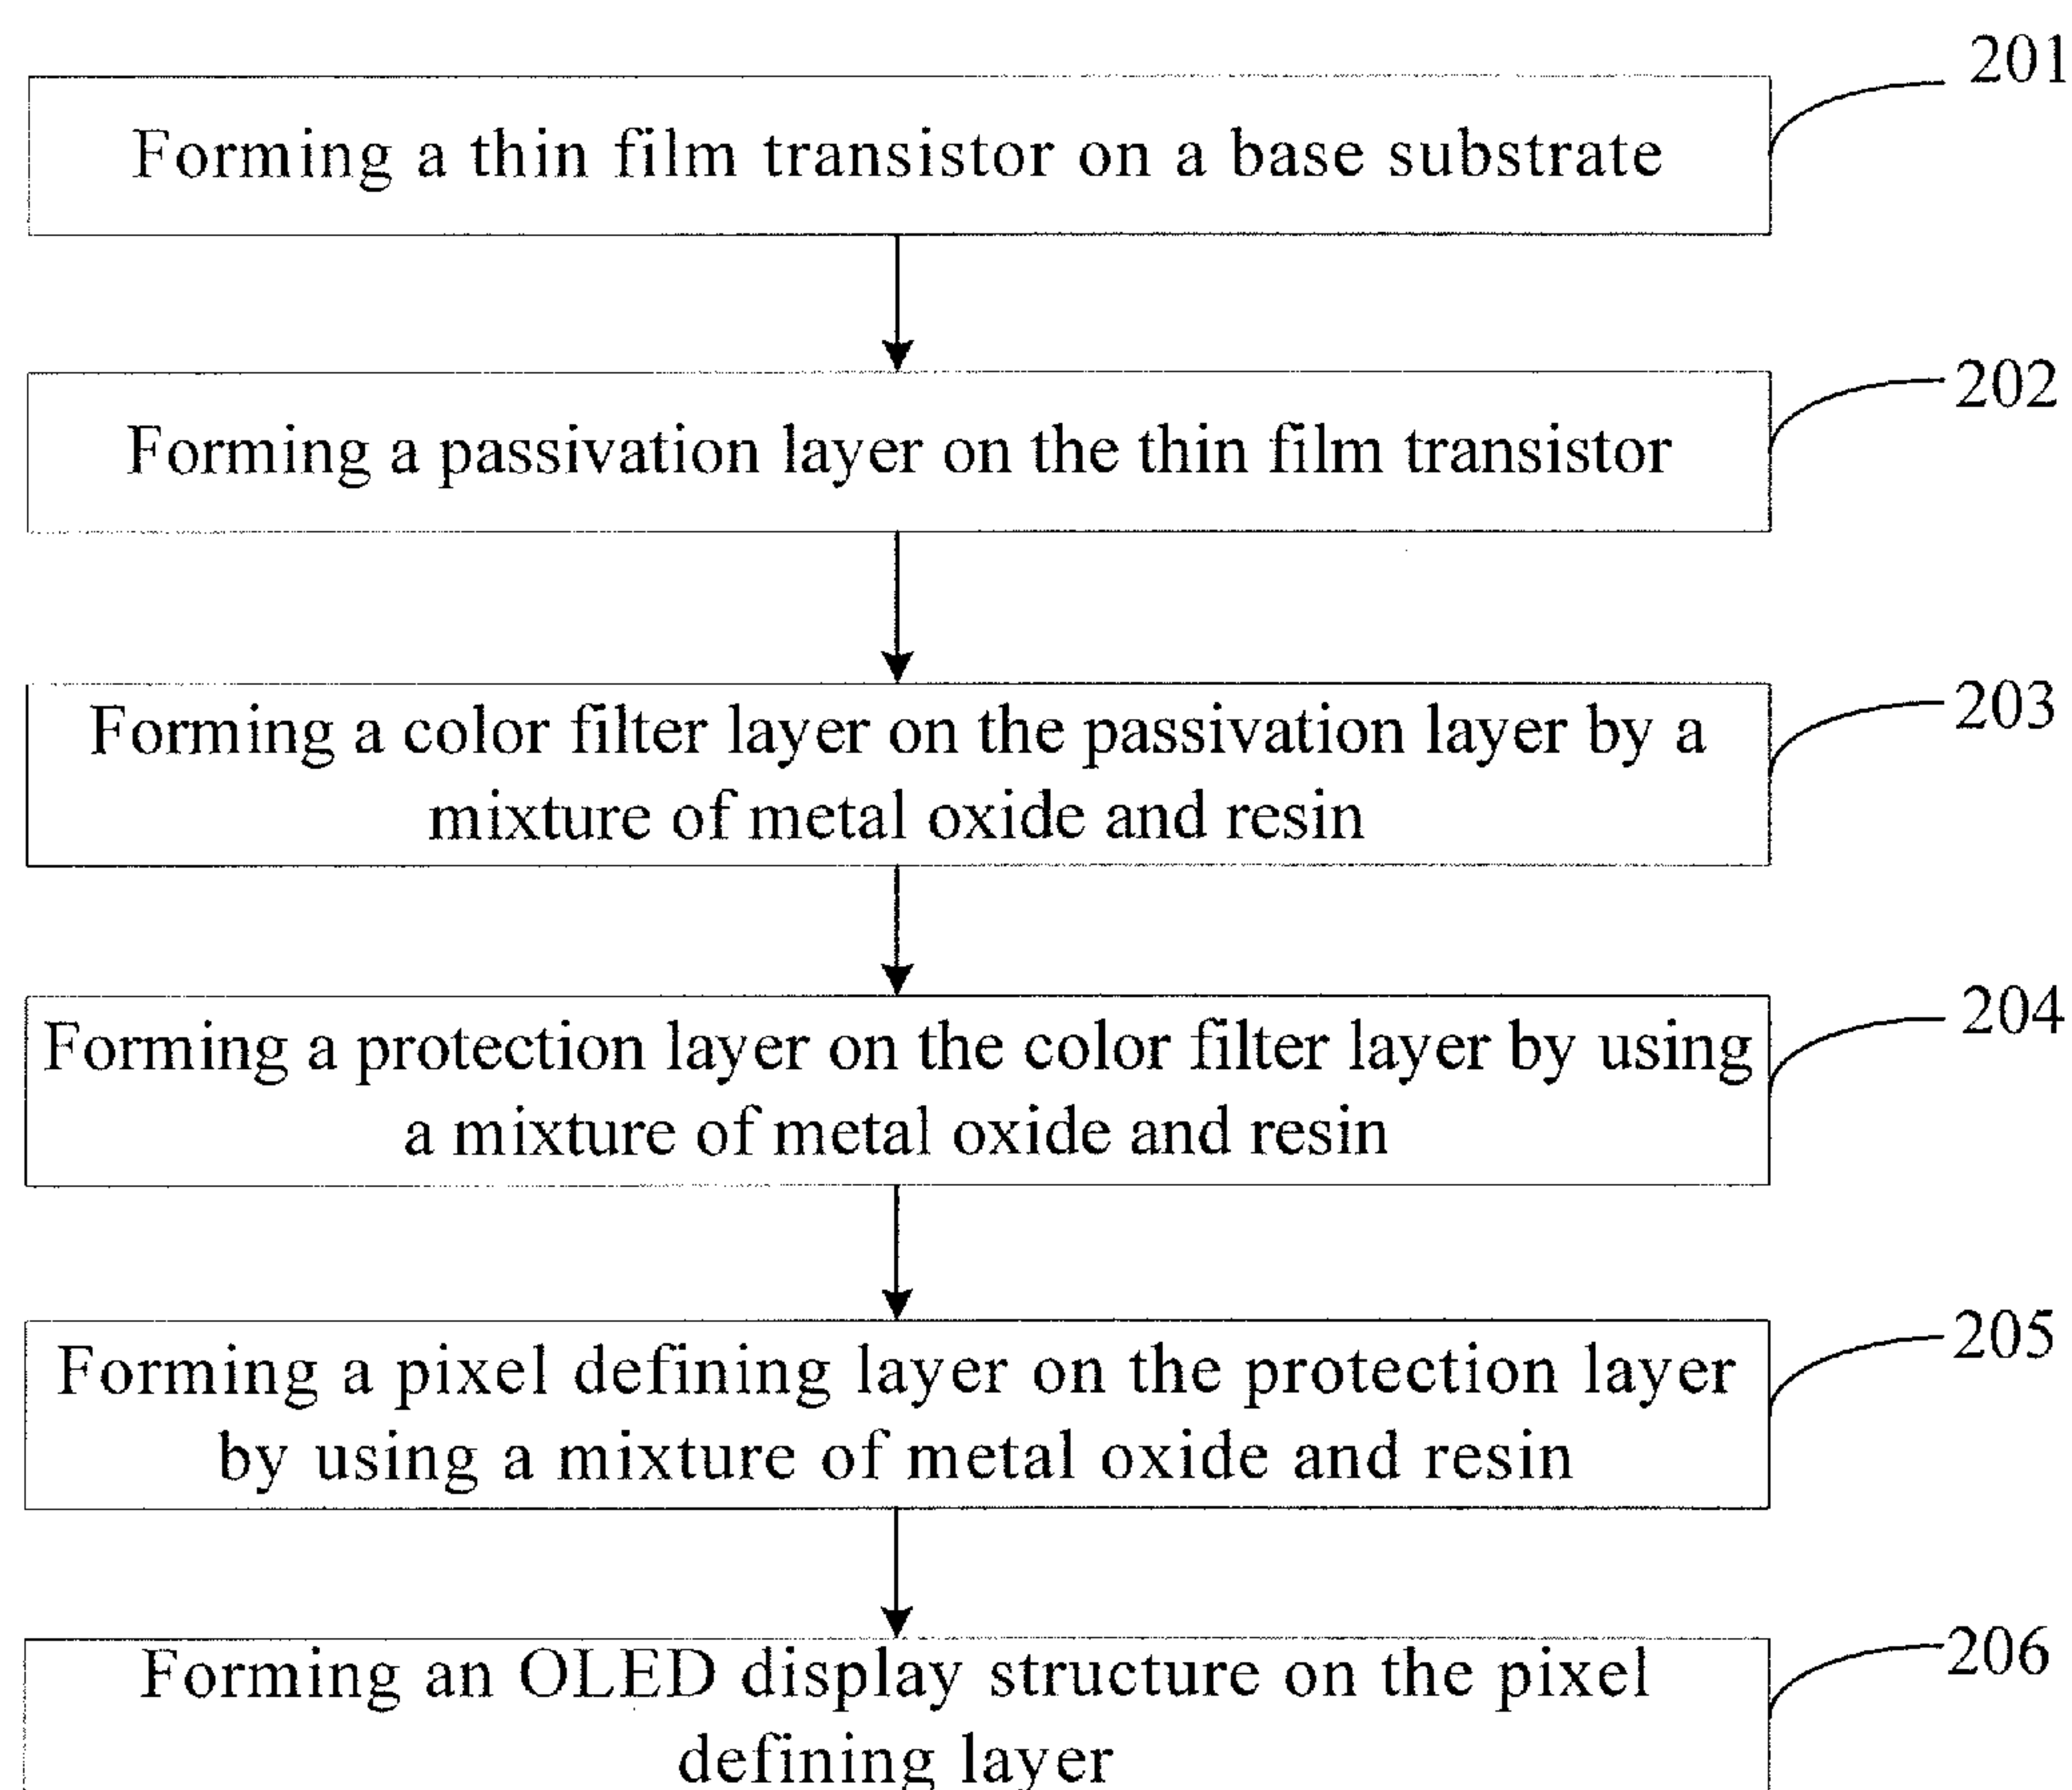 201
Forming a thin film transistor on a base substrate
202
Forming a passivation layer on the thin film transistor
203
Forming a color filter layer on the passivation layer by a
mixture of metal oxide and resin
204
Forming a protection layer on the color filter layer by using
a mixture of metal oxide and resin
205
Forming a pixel defining layer on the protection layer
by using a mixture of metal oxide and resin
206
Forming an OLED display structure on the pixel
defining layer